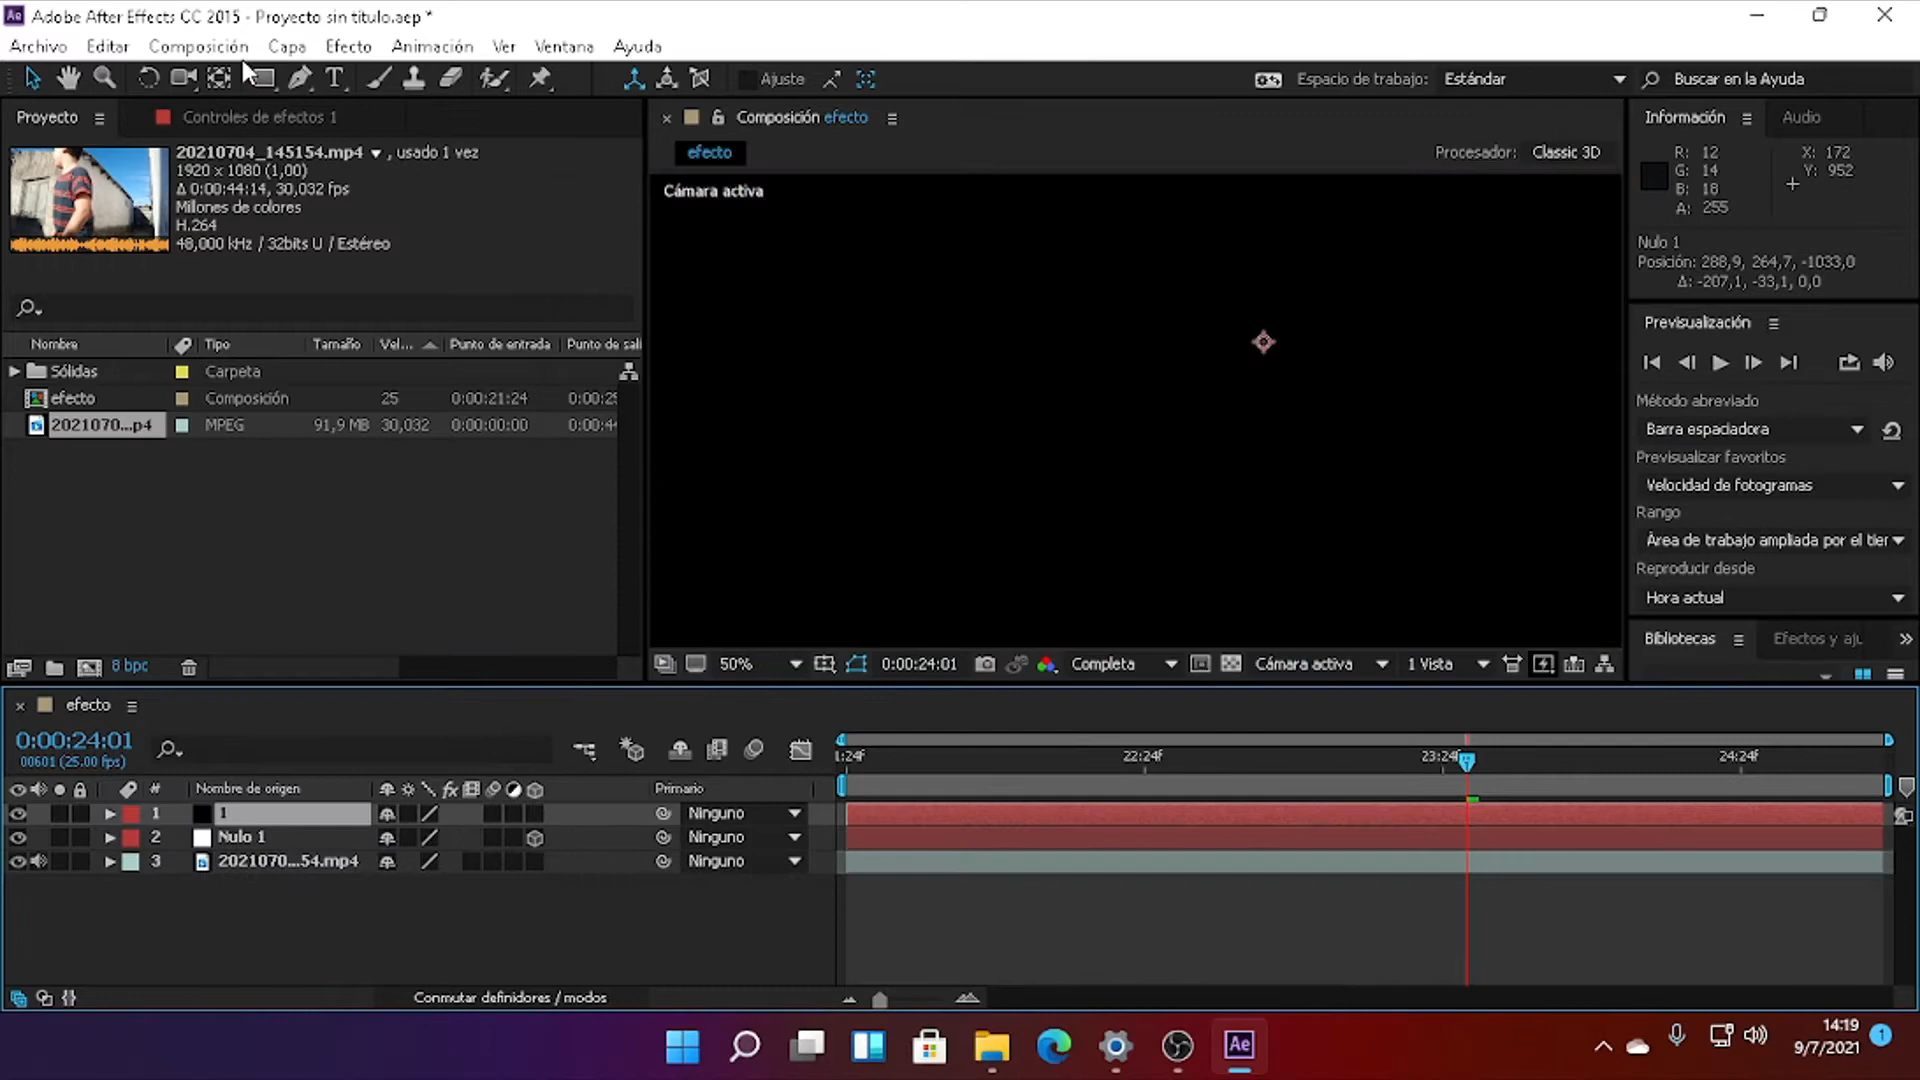 Adobe After Effects CC 2015 - Proyecto sin título.aep *
Archivo Editar Composición Capa Efecto Animación Ver Ventana Ayuda
Ajuste Espacio de trabajo: Estándar Buscar en la Ayuda
Proyecto Controles de efectos 1
20210704_145154.mp4 , usado 1 vez
1920 x 1080 (1,00)
Δ 0:00:44:14, 30,032 fps
Millones de colores
H.264
48,000 kHz / 32bits U / Estéreo
Nombre Tipo Tamaño Vel... Punto de entrada Punto de sali
Sólidas Carpeta
efecto Composición 25 0:00:21:24 0:00:25
2021070...p4 MPEG 91,9 MB 30,032 0:00:00:00 0:00:44
8 bpc
Composición efecto
efecto Procesador: Classic 3D
Cámara activa
50% 0:00:24:01 Completa Cámara activa 1 Vista
Información Audio
R: 12 X: 172
G: 14 Y: 952
B: 18
A: 255
Nulo 1
Posición: 288,9, 264,7, -1033,0
Δ: -207,1, -33,1, 0,0
Previsualización
Método abreviado
Barra espaciadora
Previsualizar favoritos
Velocidad de fotogramas
Rango
Área de trabajo ampliada por el tier
Reproducir desde
Hora actual
Bibliotecas Efectos y aju
efecto
0:00:24:01
00601 (25.00 fps)
1:24f 22:24f 23:24f 24:24f
# Nombre de origen fx Primario
1 1 Ninguno
2 Nulo 1 Ninguno
3 2021070...54.mp4 Ninguno
Conmutar definidores / modos
Ae
14:19
9/7/2021
1